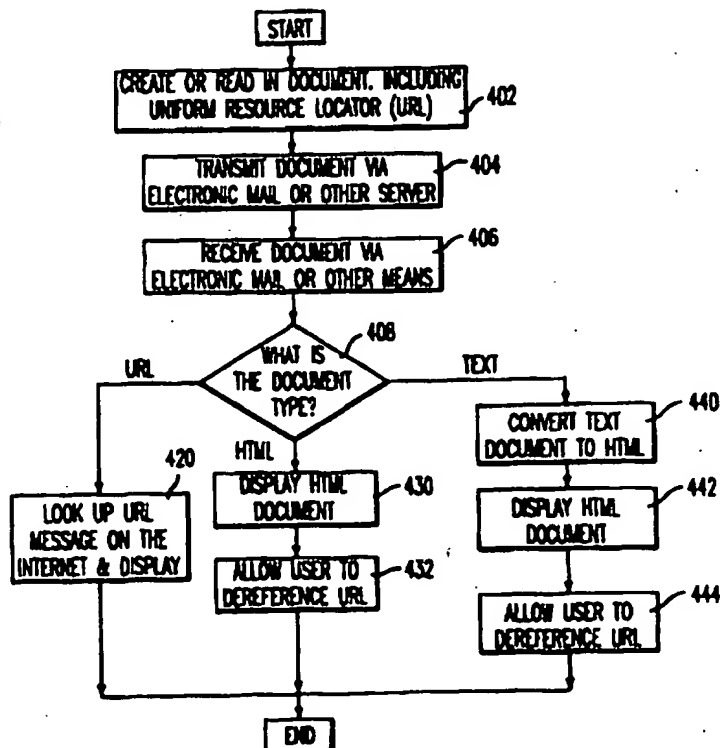 START
CREATE OR READ IN DOCUMENT, INCLUDING
UNIFORM RESOURCE LOCATOR (URL)
402
TRANSMIT DOCUMENT VIA
ELECTRONIC MAIL OR OTHER SERVER
404
RECEIVE DOCUMENT VIA
ELECTRONIC MAIL OR OTHER MEANS
406
WHAT IS
THE DOCUMENT
TYPE?
408
URL
HTML
TEXT
LOOK UP URL
MESSAGE ON THE
INTERNET & DISPLAY
420
DISPLAY HTML
DOCUMENT
430
ALLOW USER TO
DEREFERENCE URL
432
CONVERT TEXT
DOCUMENT TO HTML
440
DISPLAY HTML
DOCUMENT
442
ALLOW USER TO
DEREFERENCE URL
444
END